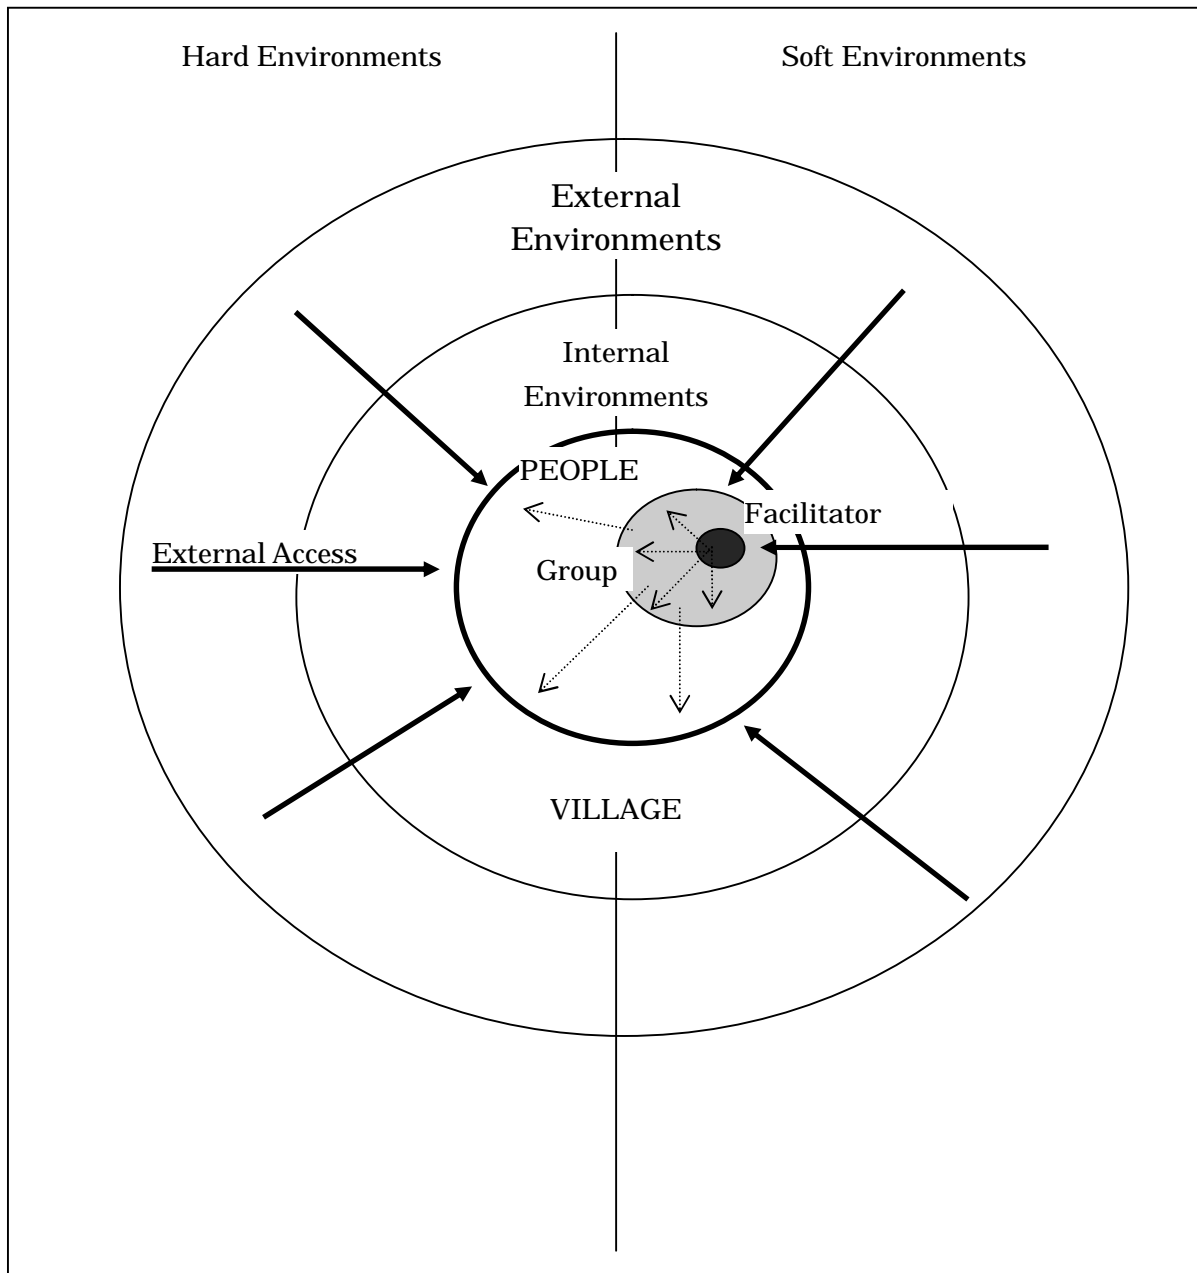 Hard Environments
Soft Environments
External
Environments
Internal
Environments
PEOPLE
Facilitator
External Access
Group
VILLAGE